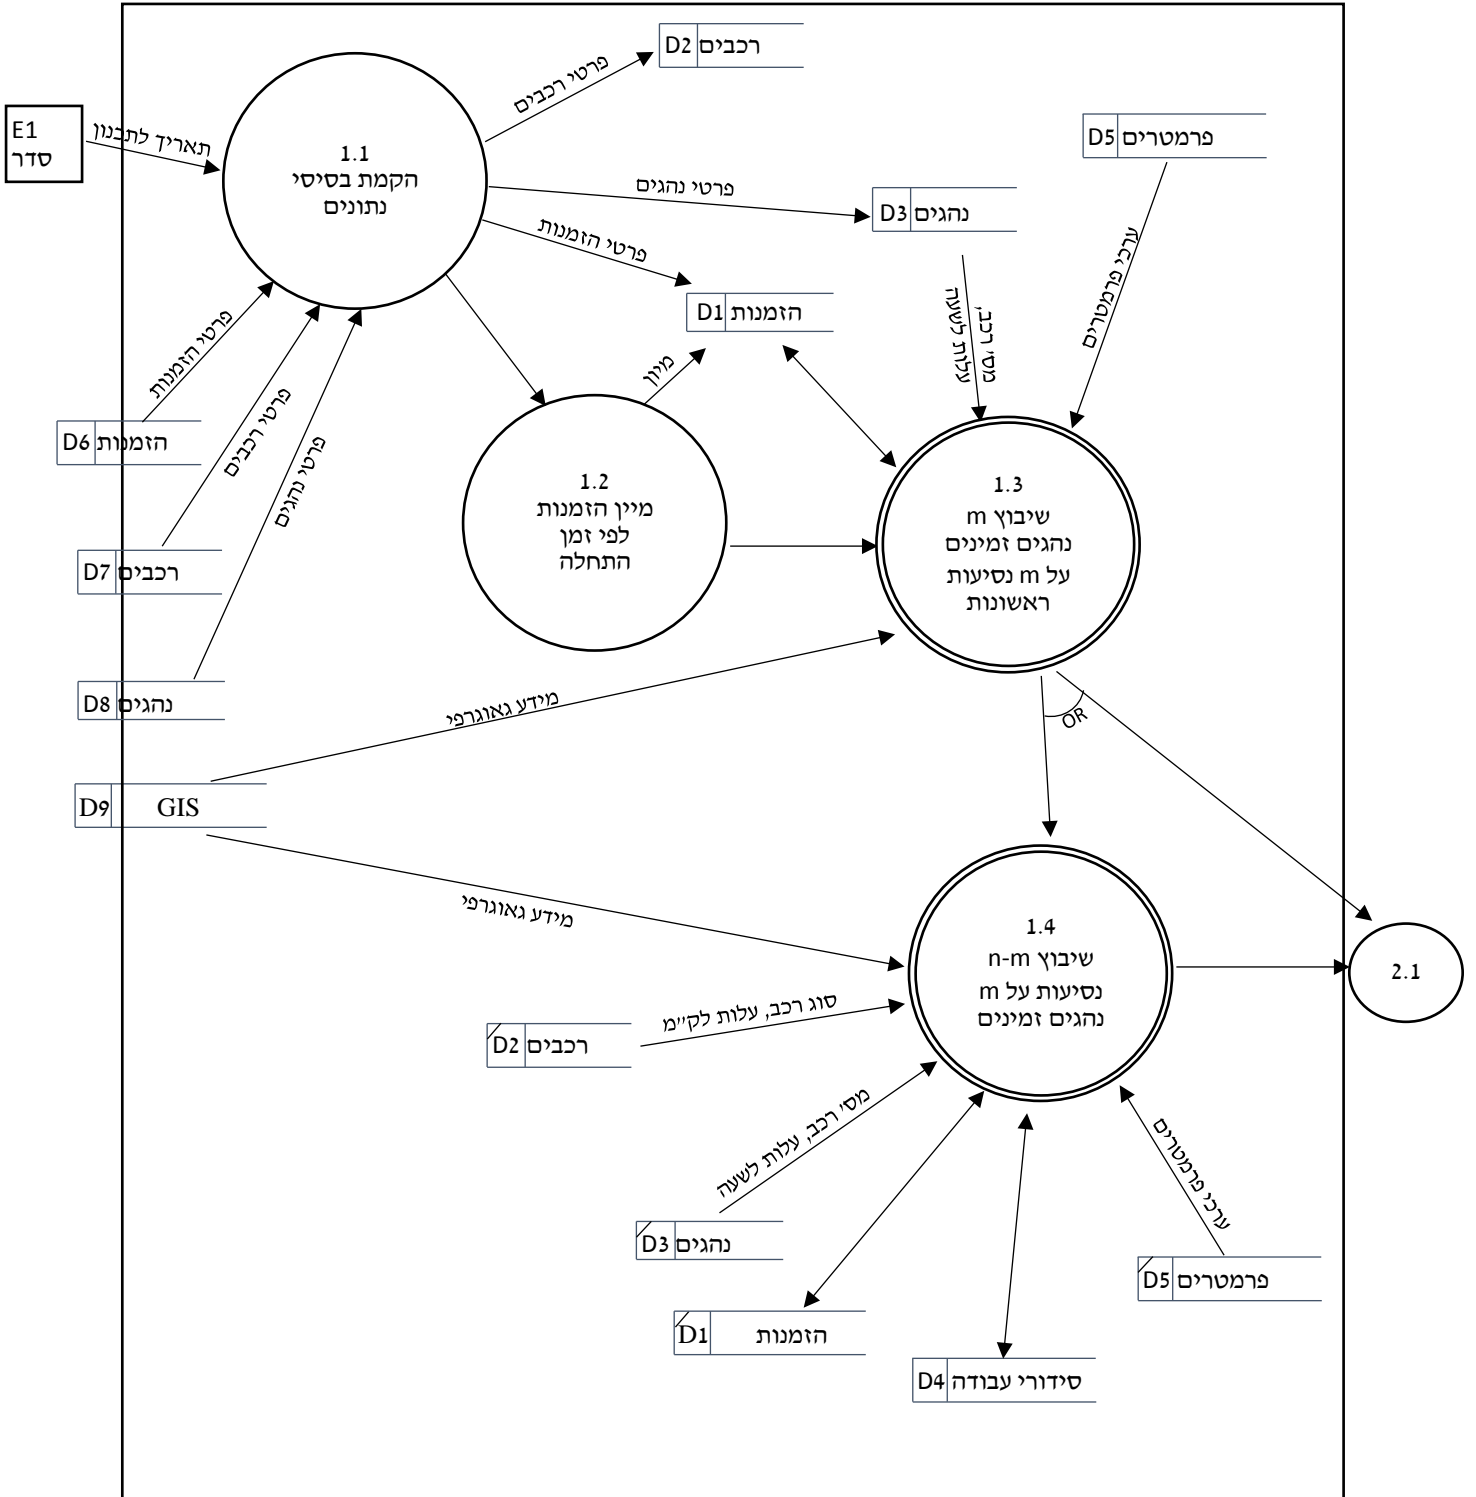 D2 רכבים
פרטי רכבים
E1
סדר
תאריך לתכנון
1.1
הקמת בסיסי
נתונים
D5 פרמטרים
פרטי נהגים
D3 נהגים
פרטי הזמנות
D1 הזמנות
ערכי פרמטרים
מס' רכב,
עלות לשעה
פרטי הזמנות
מיון
D6 הזמנות
פרטי רכבים
פרטי נהגים
1.2
מיין הזמנות
לפי זמן
התחלה
1.3
שיבוץ m
נהגים זמינים
על m נסיעות
ראשונות
D7 רכבים
D8 נהגים
מידע גאוגרפי
OR
D9 GIS
מידע גאוגרפי
1.4
שיבוץ n-m
נסיעות על m
נהגים זמינים
2.1
סוג רכב, עלות לק״מ
D2 רכבים
מס' רכב, עלות לשעה
ערכי פרמטרים
D3 נהגים
D5 פרמטרים
D1 הזמנות
D4 סידורי עבודה